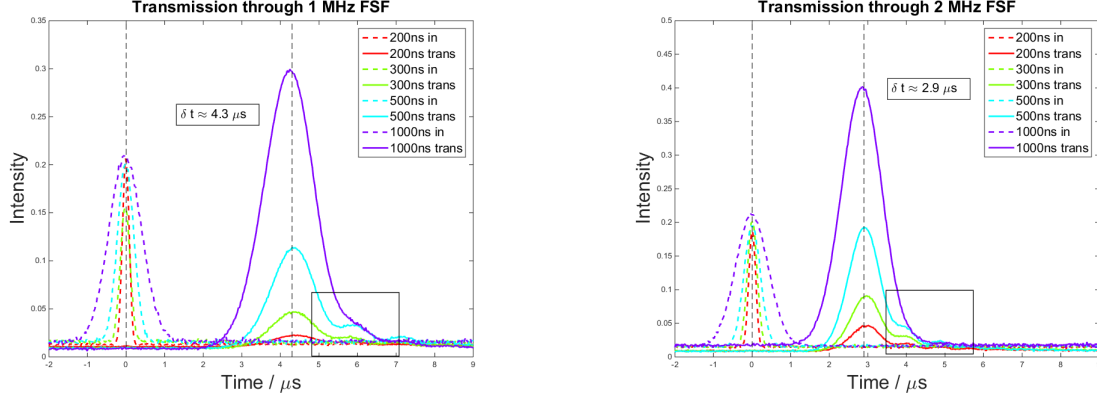 Transmission through 1 MHz FSF
0.35
0.3
0.25
0.2
0.15
0.1
0.05
0
Intensity
-2 -1 0 1 2 3 4 5 6 7 8 9
Time / μs
δ t ≈ 4.3 μs
200ns in
200ns trans
300ns in
300ns trans
500ns in
500ns trans
1000ns in
1000ns trans
Transmission through 2 MHz FSF
0.5
0.45
0.4
0.35
0.3
0.25
0.2
0.15
0.1
0.05
0
Intensity
-2 -1 0 1 2 3 4 5 6 7 8
Time / μs
δ t ≈ 2.9 μs
200ns in
200ns trans
300ns in
300ns trans
500ns in
500ns trans
1000ns in
1000ns trans